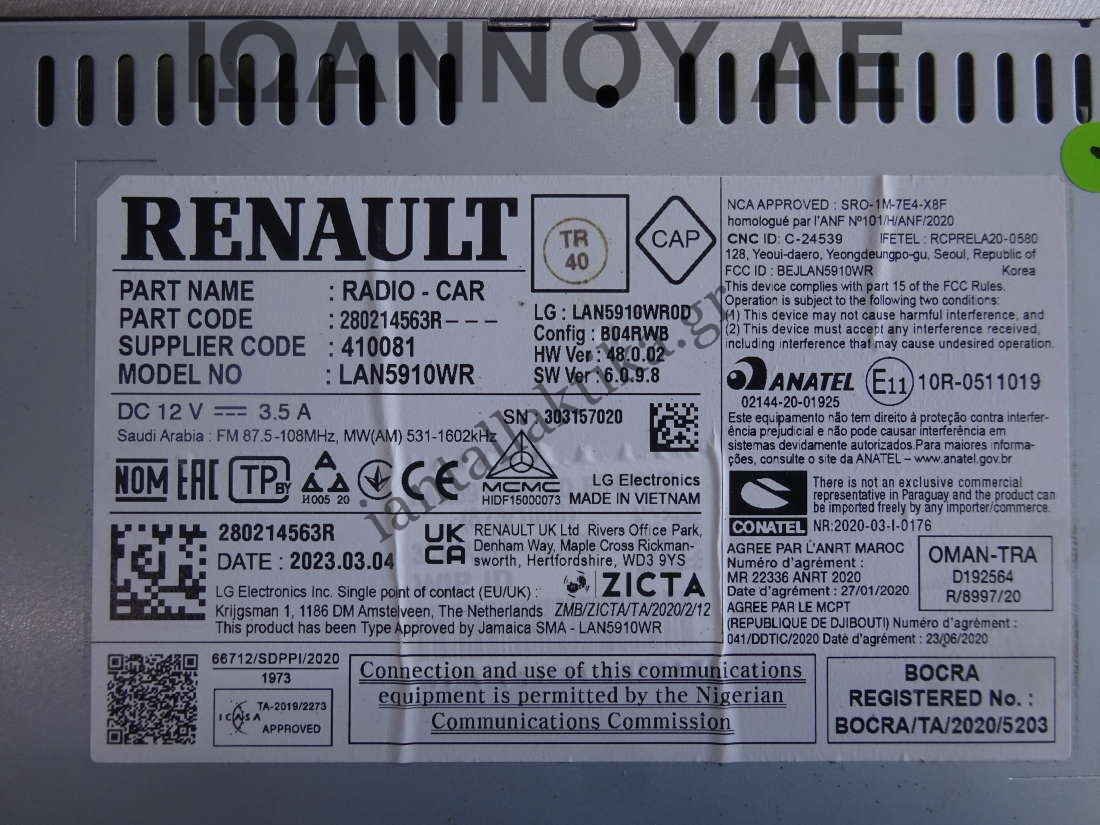 ΙΩΑΝΝΟΥ ΑΕ
RENAULT
PART NAME : RADIO - CAR
PART CODE : 280214563R- - -
SUPPLIER CODE : 410081
MODEL NO : LAN5910WR
TR
40
CAP
LG : LAN5910WR0D
Config : B04RWB
HW Ver : 48.0.02
SW Ver : 6.0.9.8
DC 12 V 3.5 A
Saudi Arabia : FM 87.5-108MHz, MW(AM) 531-1602kHz
SN : 303157020
NOM EAC TP BY
И005 20
CE
MCMC
HIDF15000073
LG Electronics
MADE IN VIETNAM
280214563R
DATE : 2023.03.04
UK
CA
RENAULT UK Ltd Rivers Office Park,
Denham Way, Maple Cross Rickman-
sworth, Hertfordshire, WD3 9YS
LG Electronics Inc. Single point of contact (EU/UK) :
Krijgsman 1, 1186 DM Amstelveen, The Netherlands
ZICTA
ZMB/ZICTA/TA/2020/2/12
This product has been Type Approved by Jamaica SMA - LAN5910WR
66712/SDPPI/2020
1973
ICASA
TA-2019/2273
APPROVED
Connection and use of this communications
equipment is permitted by the Nigerian
Communications Commission
NCA APPROVED : SRO-1M-7E4-X8F
homologué par l'ANF N°101/H/ANF/2020
CNC ID: C-24539 IFETEL : RCPRELA20-0580
128, Yeoui-daero, Yeongdeungpo-gu, Seoul, Republic of
FCC ID : BEJLAN5910WR Korea
This device complies with part 15 of the FCC Rules.
Operation is subject to the following two conditions:
(1) This device may not cause harmful interference, and
(2) This device must accept any interference received,
including interference that may cause undesired operation.
ANATEL
02144-20-01925
E11 10R-0511019
Este equipamento não tem direito à proteção contra interfer-
ência prejudicial e não pode causar interferência em
sistemas devidamente autorizados.Para maiores informa-
ções, consulte o site da ANATEL – www.anatel.gov.br
CONATEL
There is not an exclusive commercial
representative in Paraguay and the product can
be imported freely by any importer/commerce.
NR:2020-03-I-0176
AGREE PAR L'ANRT MAROC
Numéro d'agrément :
MR 22336 ANRT 2020
Date d'agrément : 27/01/2020
AGREE PAR LE MCPT
(REPUBLIQUE DE DJIBOUTI) Numéro d'agrément :
041/DDTIC/2020 Daté d'agrément : 23/06/2020
OMAN-TRA
D192564
R/8997/20
BOCRA
REGISTERED No. :
BOCRA/TA/2020/5203
iantallaktika.gr